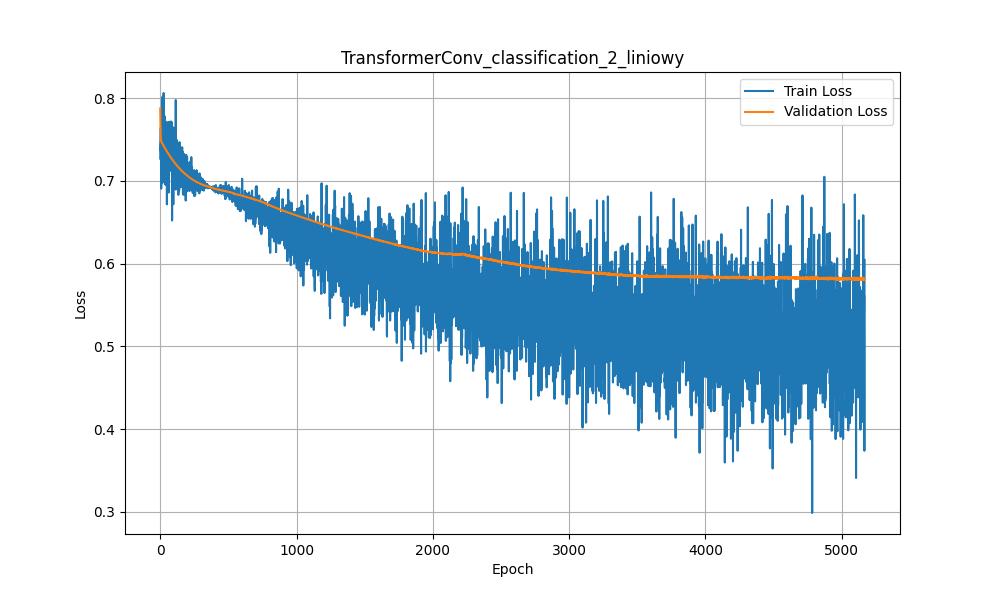 TransformerConv_classification_2_liniowy
Train Loss
Validation Loss
0.8
0.7
0.6
0.5
0.4
0.3
Loss
0 1000 2000 3000 4000 5000
Epoch